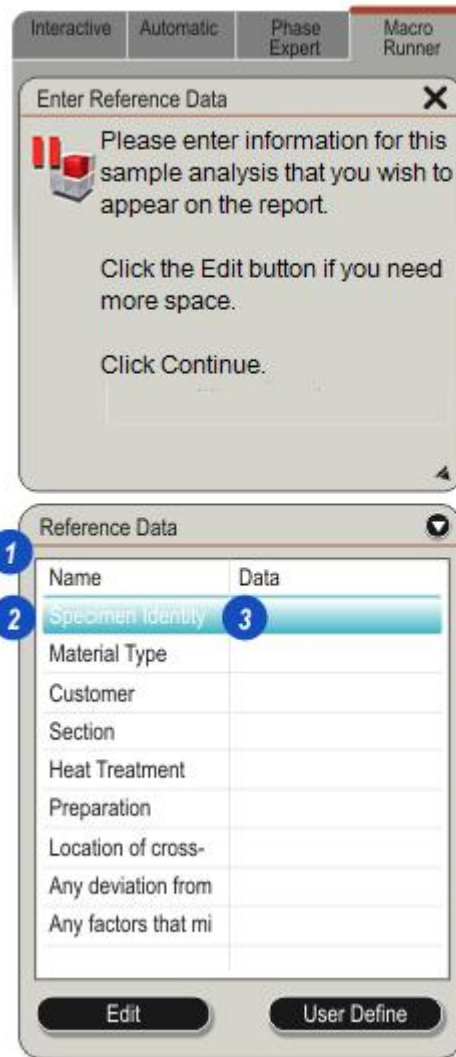 Interactive Automatic Phase Expert Macro Runner
Enter Reference Data
Please enter information for this
sample analysis that you wish to
appear on the report.
Click the Edit button if you need
more space.
Click Continue.
Reference Data
1
Name Data
2 Specimen Identity 3
Material Type
Customer
Section
Heat Treatment
Preparation
Location of cross-
Any deviation from
Any factors that mi
Edit User Define